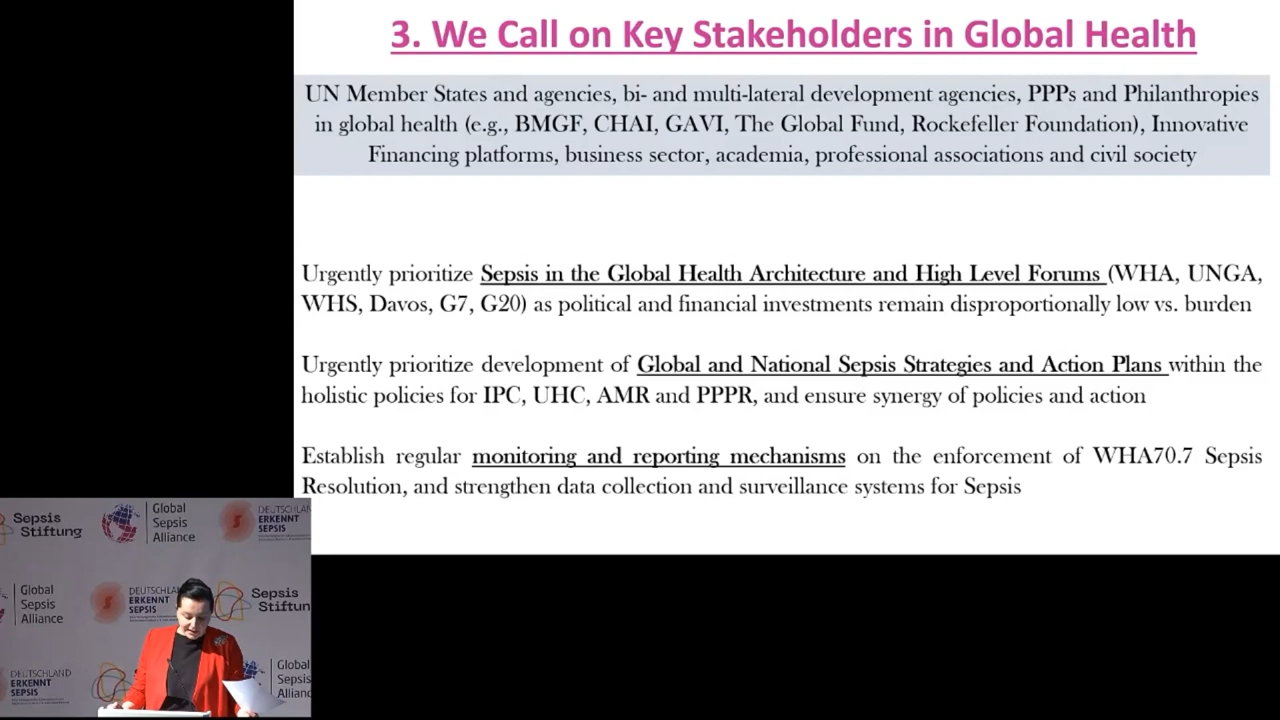 3. We Call on Key Stakeholders in Global Health
UN Member States and agencies, bi- and multi-lateral development agencies, PPPs and Philanthropies
in global health (e.g., BMGF, CHAI, GAVI, The Global Fund, Rockefeller Foundation), Innovative
Financing platforms, business sector, academia, professional associations and civil society
Urgently prioritize Sepsis in the Global Health Architecture and High Level Forums (WHA, UNGA,
WHS, Davos, G7, G20) as political and financial investments remain disproportionally low vs. burden
Urgently prioritize development of Global and National Sepsis Strategies and Action Plans within the
holistic policies for IPC, UHC, AMR and PPPR, and ensure synergy of policies and action
Establish regular monitoring and reporting mechanisms on the enforcement of WHA70.7 Sepsis
Resolution, and strengthen data collection and surveillance systems for Sepsis
Sepsis
Stiftung
Global
Sepsis
Alliance
DEUTSCHLAN
ERKENNT
SEPSIS
Global
Sepsis
Alliance
DEUTSCHLA
ERKENNT
SEPSIS
Sepsis
Stiftun
DEUTSCHLAND
ERKENNT
SEPSIS
Global
Sepsis
Allianc